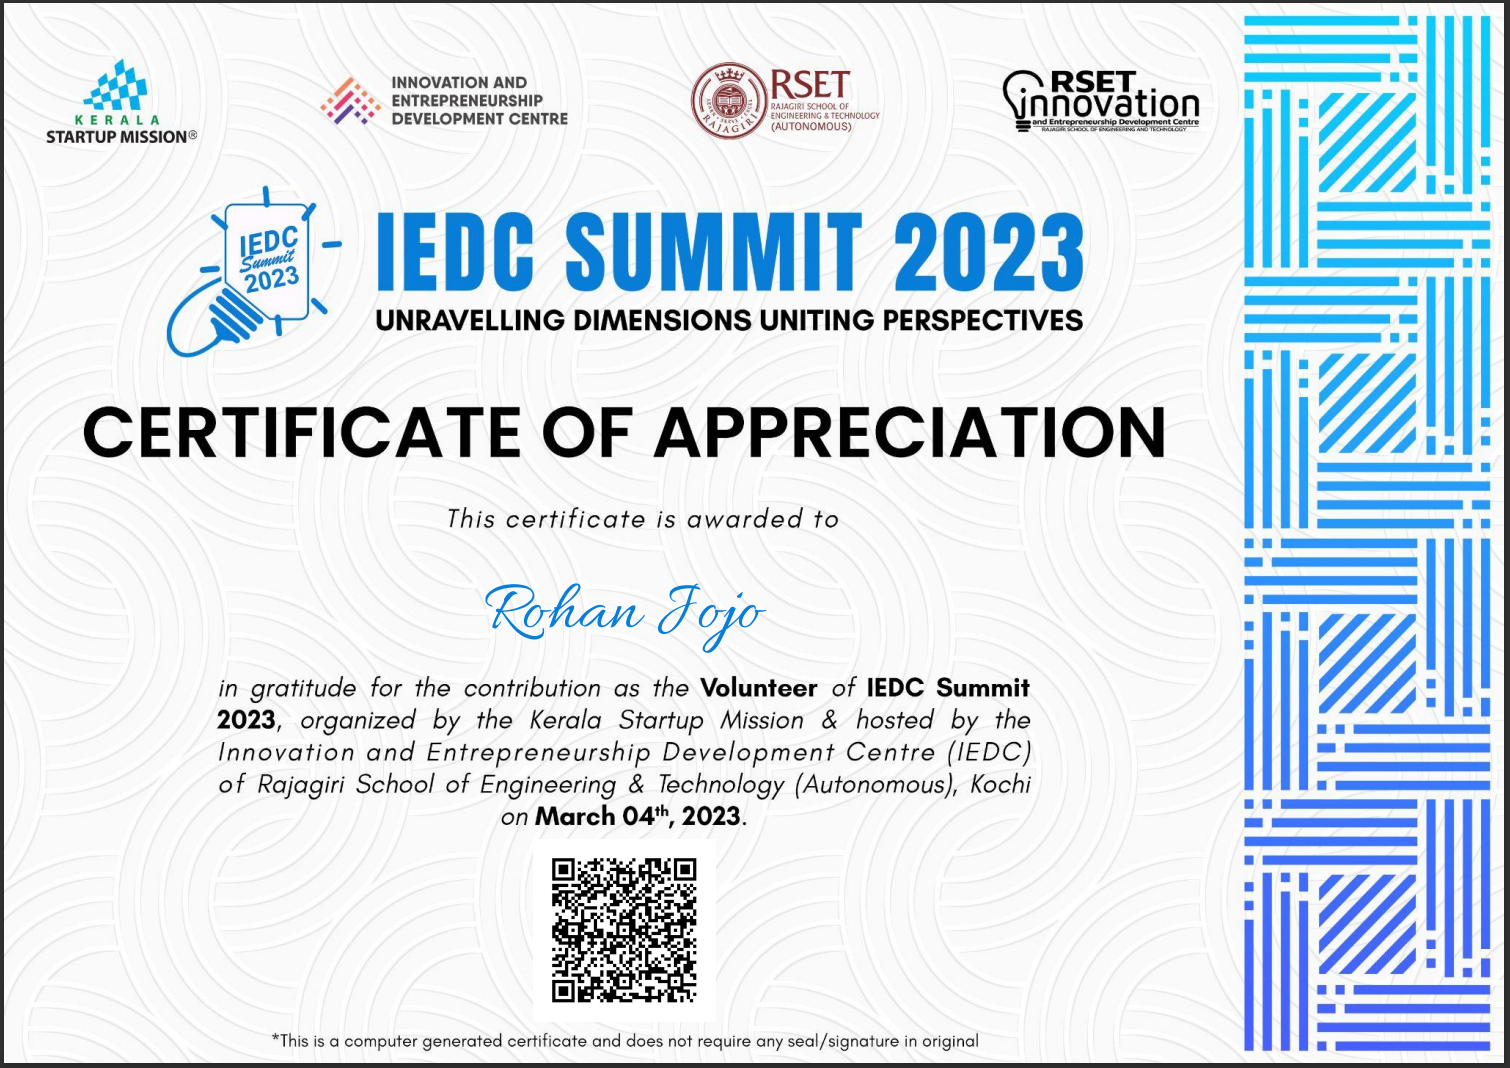 KERALA
STARTUP MISSION®
INNOVATION AND
ENTREPRENEURSHIP
DEVELOPMENT CENTRE
RAJAGIRI
RSET
RAJAGIRI SCHOOL OF
ENGINEERING & TECHNOLOGY
(AUTONOMOUS)
RSET
innovation
and Entrepreneurship Development Centre
RAJAGIRI SCHOOL OF ENGINEERING AND TECHNOLOGY
IEDC
Summit
2023
IEDC SUMMIT 2023
UNRAVELLING DIMENSIONS UNITING PERSPECTIVES
CERTIFICATE OF APPRECIATION
This certificate is awarded to
Rohan Jojo
in gratitude for the contribution as the Volunteer of IEDC Summit
2023, organized by the Kerala Startup Mission & hosted by the
Innovation and Entrepreneurship Development Centre (IEDC)
of Rajagiri School of Engineering & Technology (Autonomous), Kochi
on March 04th, 2023.
*This is a computer generated certificate and does not require any seal/signature in original